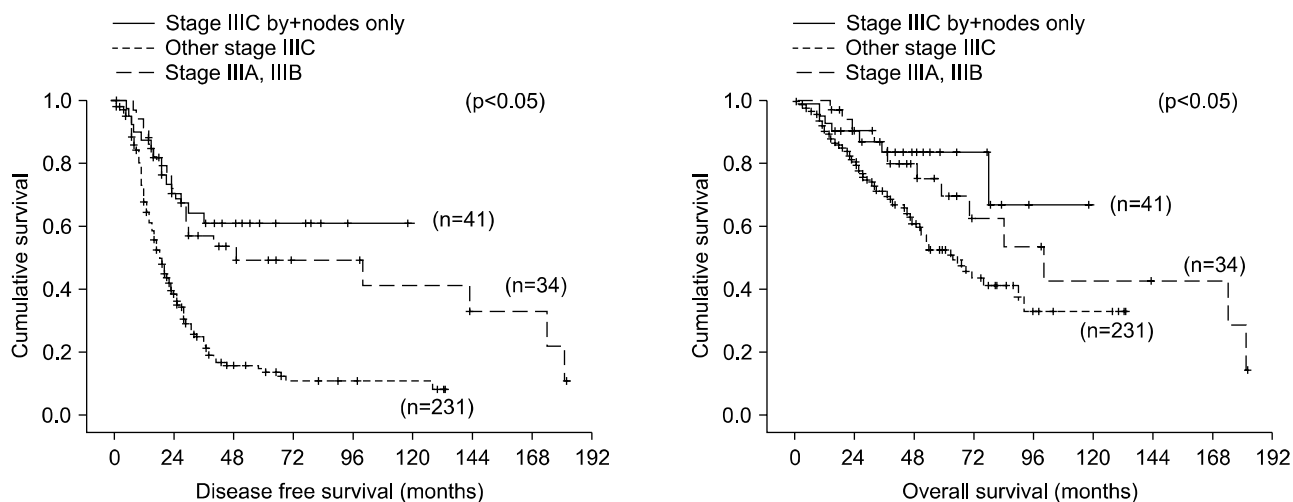 Stage IIIC by+nodes only
Other stage IIIC
Stage IIIA, IIIB
(p<0.05)
Cumulative survival
1.0
0.8
0.6
0.4
0.2
0.0
(n=41)
(n=34)
(n=231)
0 24 48 72 96 120 144 168 192
Disease free survival (months)
Stage IIIC by+nodes only
Other stage IIIC
Stage IIIA, IIIB
(p<0.05)
Cumulative survival
1.0
0.8
0.6
0.4
0.2
0.0
(n=41)
(n=34)
(n=231)
0 24 48 72 96 120 144 168 192
Overall survival (months)